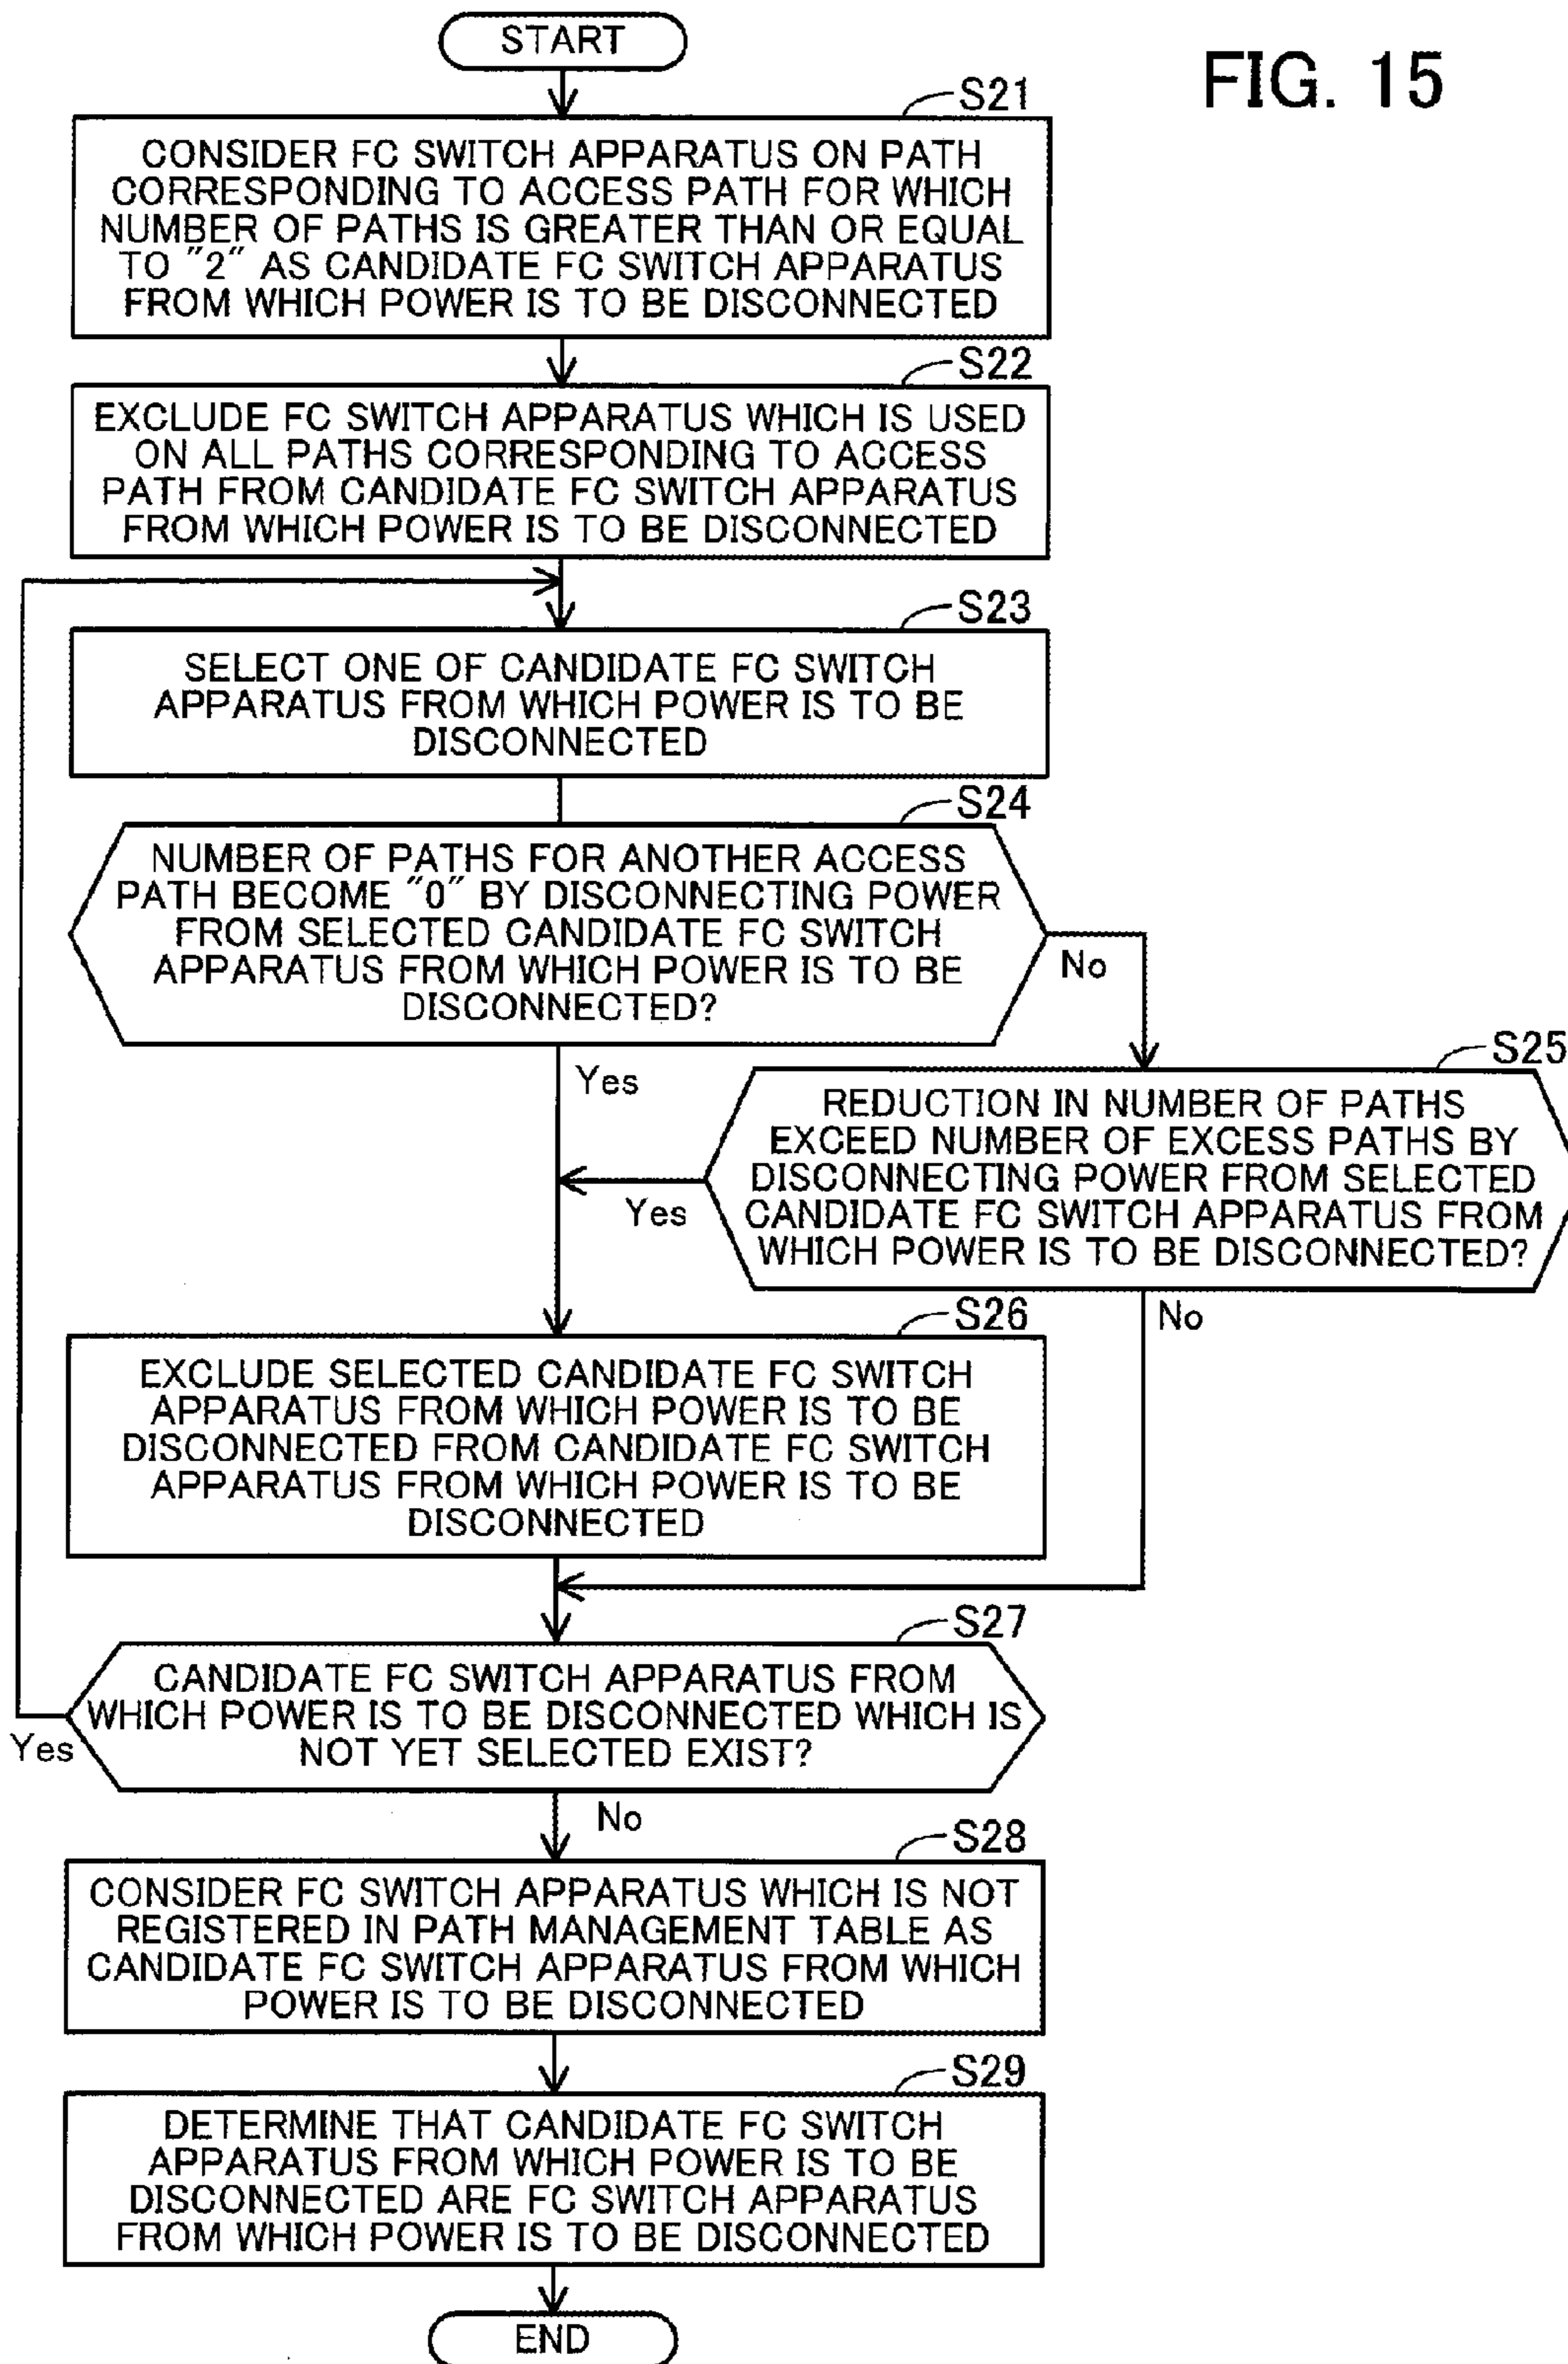 START
FIG. 15
S21
CONSIDER FC SWITCH APPARATUS ON PATH
CORRESPONDING TO ACCESS PATH FOR WHICH
NUMBER OF PATHS IS GREATER THAN OR EQUAL
TO "2" AS CANDIDATE FC SWITCH APPARATUS
FROM WHICH POWER IS TO BE DISCONNECTED
S22
EXCLUDE FC SWITCH APPARATUS WHICH IS USED
ON ALL PATHS CORRESPONDING TO ACCESS
PATH FROM CANDIDATE FC SWITCH APPARATUS
FROM WHICH POWER IS TO BE DISCONNECTED
S23
SELECT ONE OF CANDIDATE FC SWITCH
APPARATUS FROM WHICH POWER IS TO BE
DISCONNECTED
S24
NUMBER OF PATHS FOR ANOTHER ACCESS
PATH BECOME "0" BY DISCONNECTING POWER
FROM SELECTED CANDIDATE FC SWITCH
APPARATUS FROM WHICH POWER IS TO BE
DISCONNECTED?
No
Yes
S25
REDUCTION IN NUMBER OF PATHS
EXCEED NUMBER OF EXCESS PATHS BY
DISCONNECTING POWER FROM SELECTED
CANDIDATE FC SWITCH APPARATUS FROM
WHICH POWER IS TO BE DISCONNECTED?
Yes
No
S26
EXCLUDE SELECTED CANDIDATE FC SWITCH
APPARATUS FROM WHICH POWER IS TO BE
DISCONNECTED FROM CANDIDATE FC SWITCH
APPARATUS FROM WHICH POWER IS TO BE
DISCONNECTED
S27
CANDIDATE FC SWITCH APPARATUS FROM
WHICH POWER IS TO BE DISCONNECTED WHICH IS
NOT YET SELECTED EXIST?
Yes
No
S28
CONSIDER FC SWITCH APPARATUS WHICH IS NOT
REGISTERED IN PATH MANAGEMENT TABLE AS
CANDIDATE FC SWITCH APPARATUS FROM WHICH
POWER IS TO BE DISCONNECTED
S29
DETERMINE THAT CANDIDATE FC SWITCH
APPARATUS FROM WHICH POWER IS TO BE
DISCONNECTED ARE FC SWITCH APPARATUS
FROM WHICH POWER IS TO BE DISCONNECTED
END